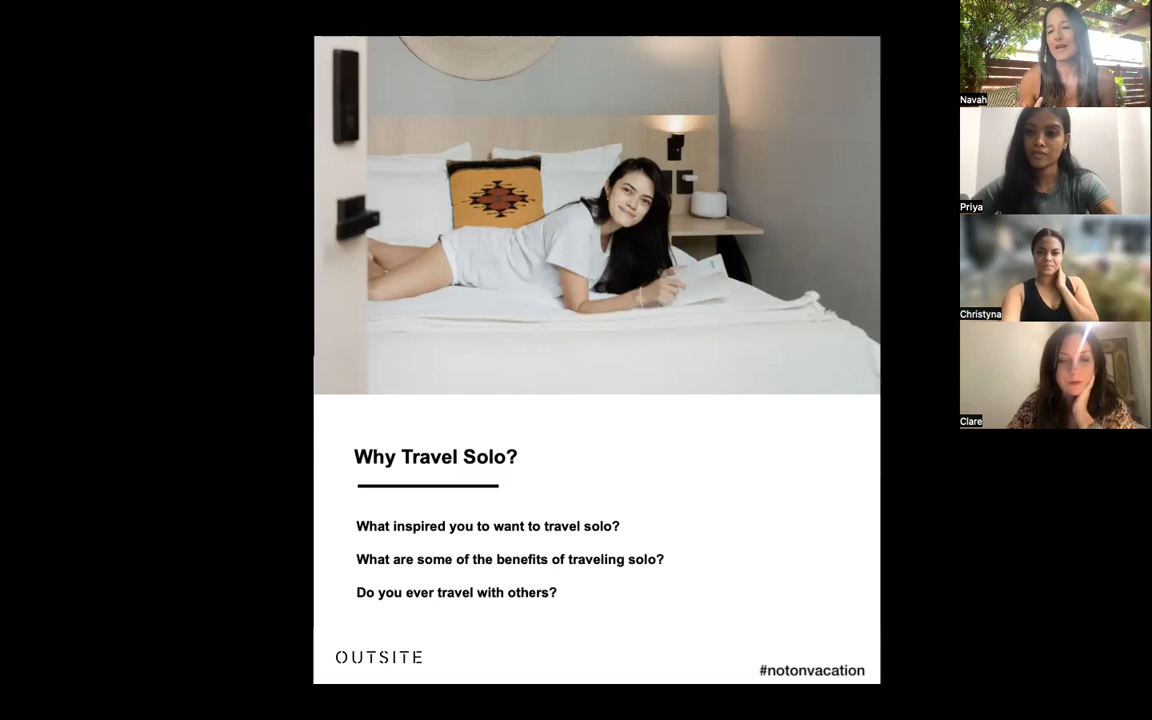 Navah
Priya
Christyna
Clare
Why Travel Solo?
What inspired you to want to travel solo?
What are some of the benefits of traveling solo?
Do you ever travel with others?
OUTSITE
#notonvacation